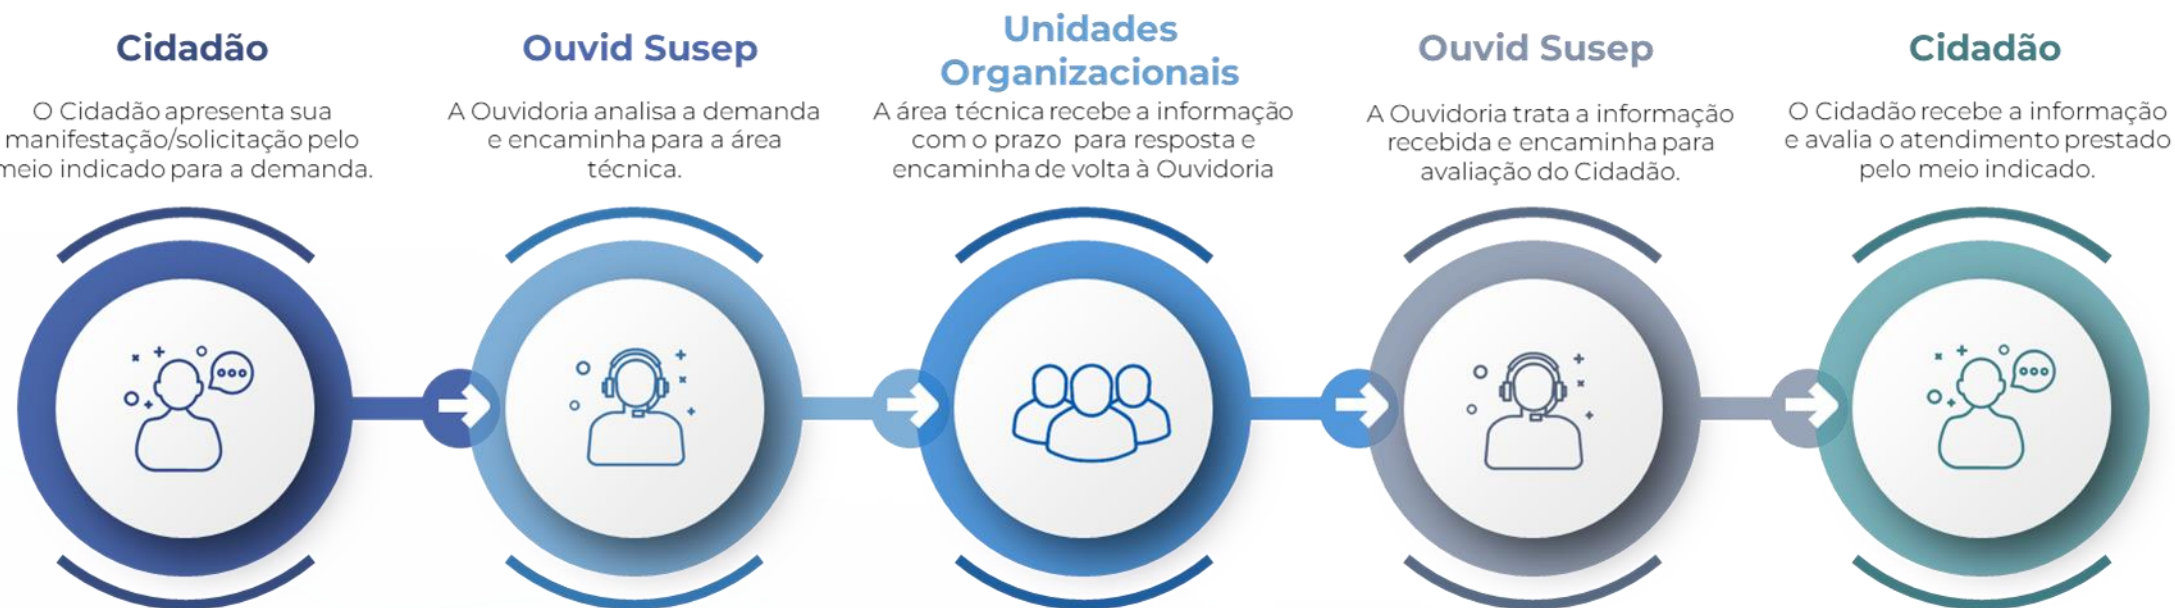 Cidadão
O Cidadão apresenta sua
manifestação/solicitação pelo
meio indicado para a demanda.
Ouvid Susep
A Ouvidoria analisa a demanda
e encaminha para a área
técnica.
Unidades
Organizacionais
A área técnica recebe a informação
com o prazo para resposta e
encaminha de volta à Ouvidoria
Ouvid Susep
A Ouvidoria trata a informação
recebida e encaminha para
avaliação do Cidadão.
Cidadão
O Cidadão recebe a informação
e avalia o atendimento prestado
pelo meio indicado.